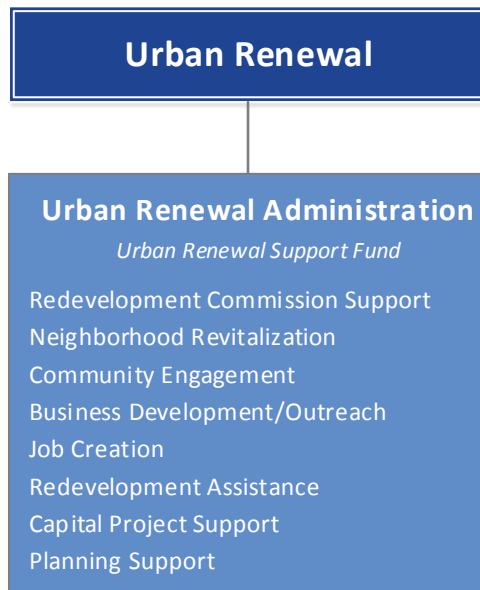 Urban Renewal
Urban Renewal Administration
Urban Renewal Support Fund
Redevelopment Commission Support
Neighborhood Revitalization
Community Engagement
Business Development/Outreach
Job Creation
Redevelopment Assistance
Capital Project Support
Planning Support